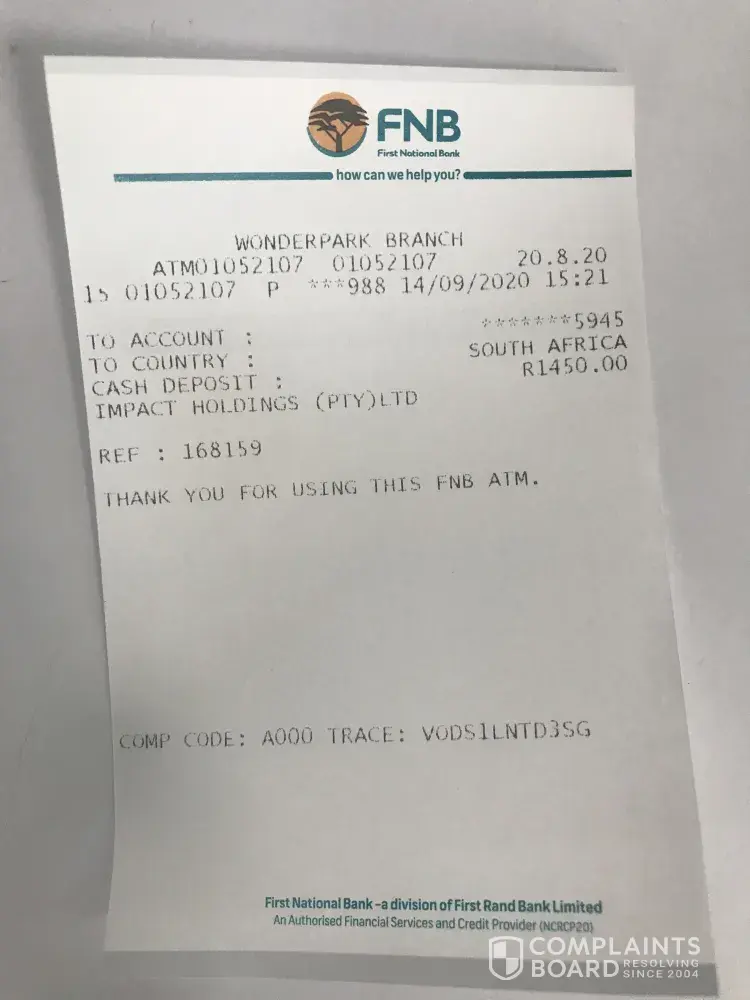 FNB
First National Bank
how can we help you?
WONDERPARK BRANCH
ATM01052107 01052107 20.8.20
15 01052107 P ***988 14/09/2020 15:21
TO ACCOUNT : *******5945
TO COUNTRY : SOUTH AFRICA
CASH DEPOSIT : R1450.00
IMPACT HOLDINGS (PTY)LTD
REF : 168159
THANK YOU FOR USING THIS FNB ATM.
COMP CODE: A000 TRACE: VODS1LNTD3SG
First National Bank - a division of First Rand Bank Limited
An Authorised Financial Services and Credit Provider (NCRCP20)
COMPLAINTS
BOARD RESOLVING SINCE 2004